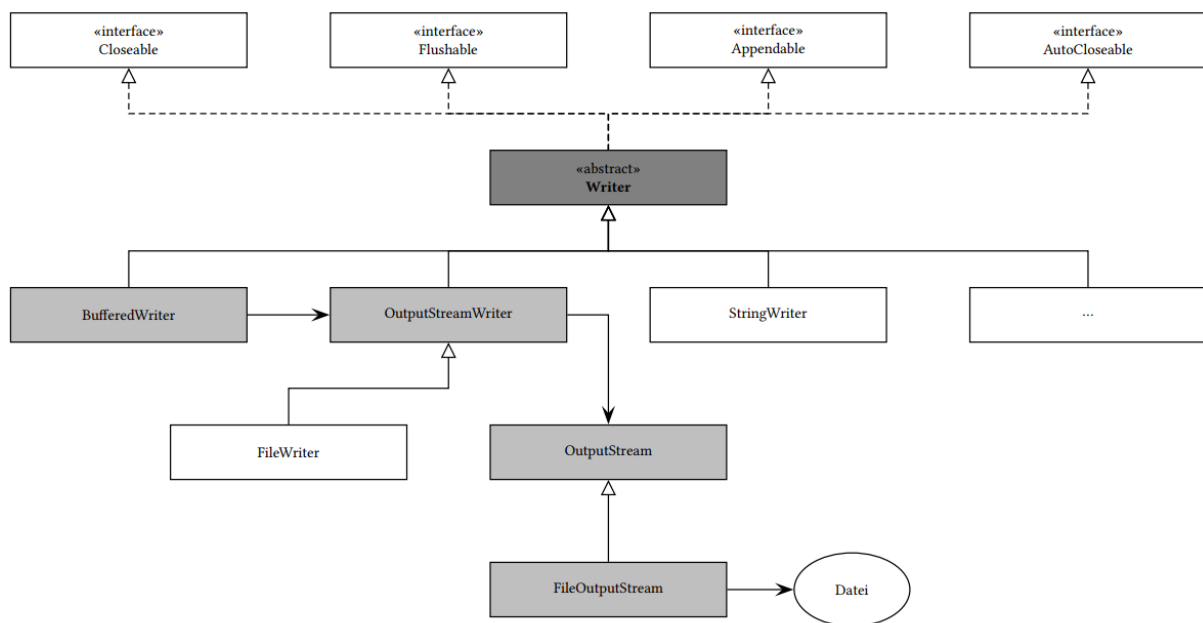 «interface»
Closeable
«interface»
Flushable
«interface»
Appendable
«interface»
AutoCloseable
«abstract»
Writer
BufferedWriter
OutputStreamWriter
StringWriter
...
FileWriter
OutputStream
FileOutputStream
Datei